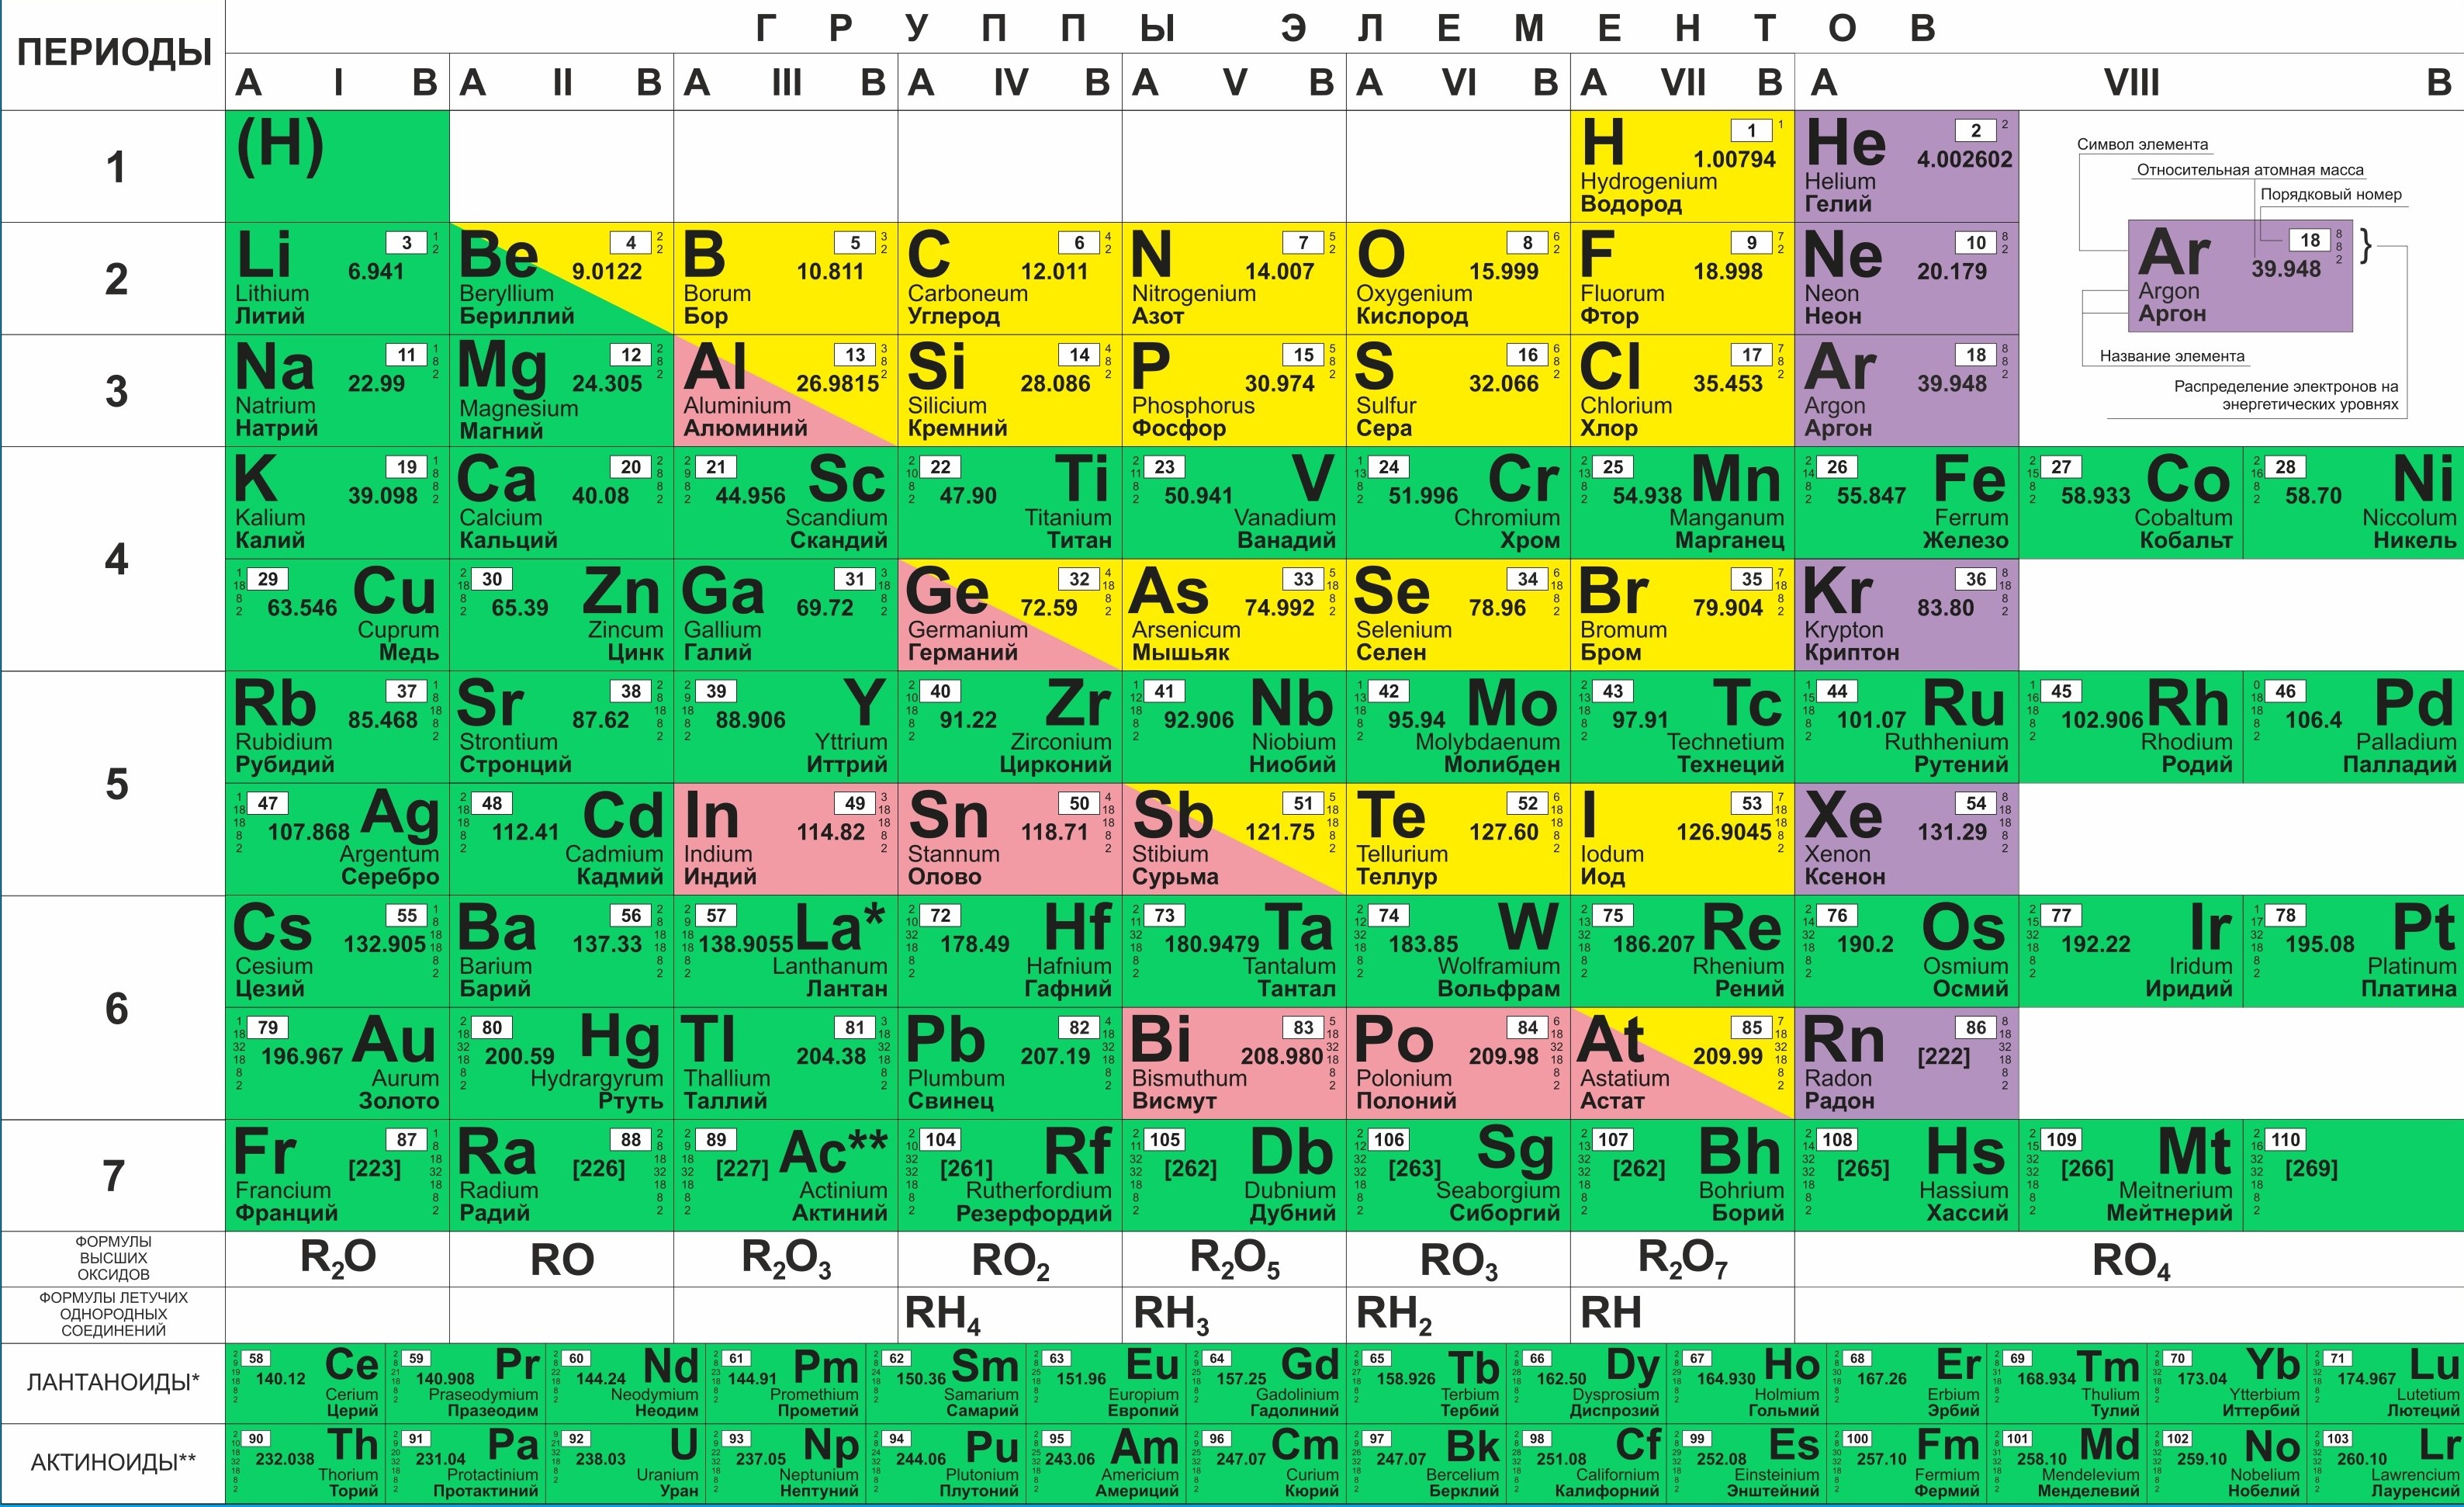 ПЕРИОДЫ
ГРУППЫ ЭЛЕМЕНТОВ
A I B A II B A III B A IV B A V B A VI B A VII B A VIII B
1
(H)
H 1 1.00794 Hydrogenium Водород
He 2 4.002602 Helium Гелий
Символ элемента
Относительная атомная масса
Порядковый номер
Ar 18 39.948 Argon Аргон
Название элемента
Распределение электронов на
энергетических уровнях
2
Li 3 6.941 Lithium Литий
Be 4 9.0122 Beryllium Бериллий
B 5 10.811 Borum Бор
C 6 12.011 Carboneum Углерод
N 7 14.007 Nitrogenium Азот
O 8 15.999 Oxygenium Кислород
F 9 18.998 Fluorum Фтор
Ne 10 20.179 Neon Неон
3
Na 11 22.99 Natrium Натрий
Mg 12 24.305 Magnesium Магний
Al 13 26.9815 Aluminium Алюминий
Si 14 28.086 Silicium Кремний
P 15 30.974 Phosphorus Фосфор
S 16 32.066 Sulfur Сера
Cl 17 35.453 Chlorium Хлор
Ar 18 39.948 Argon Аргон
4
K 19 39.098 Kalium Калий
Ca 20 40.08 Calcium Кальций
21 44.956 Sc Scandium Скандий
22 47.90 Ti Titanium Титан
23 50.941 V Vanadium Ванадий
24 51.996 Cr Chromium Хром
25 54.938 Mn Manganum Марганец
26 55.847 Fe Ferrum Железо
27 58.933 Co Cobaltum Кобальт
28 58.70 Ni Niccolum Никель
29 63.546 Cu Cuprum Медь
30 65.39 Zn Zincum Цинк
Ga 31 69.72 Gallium Галий
Ge 32 72.59 Germanium Германий
As 33 74.992 Arsenicum Мышьяк
Se 34 78.96 Selenium Селен
Br 35 79.904 Bromum Бром
Kr 36 83.80 Krypton Криптон
5
Rb 37 85.468 Rubidium Рубидий
Sr 38 87.62 Strontium Стронций
39 88.906 Y Yttrium Иттрий
40 91.22 Zr Zirconium Цирконий
41 92.906 Nb Niobium Ниобий
42 95.94 Mo Molybdaenum Молибден
43 97.91 Tc Technetium Технеций
44 101.07 Ru Ruthhenium Рутений
45 102.906 Rh Rhodium Родий
46 106.4 Pd Palladium Палладий
47 107.868 Ag Argentum Серебро
48 112.41 Cd Cadmium Кадмий
In 49 114.82 Indium Индий
Sn 50 118.71 Stannum Олово
Sb 51 121.75 Stibium Сурьма
Te 52 127.60 Tellurium Теллур
I 53 126.9045 Iodum Иод
Xe 54 131.29 Xenon Ксенон
6
Cs 55 132.905 Cesium Цезий
Ba 56 137.33 Barium Барий
57 138.9055 La* Lanthanum Лантан
72 178.49 Hf Hafnium Гафний
73 180.9479 Ta Tantalum Тантал
74 183.85 W Wolframium Вольфрам
75 186.207 Re Rhenium Рений
76 190.2 Os Osmium Осмий
77 192.22 Ir Iridum Иридий
78 195.08 Pt Platinum Платина
79 196.967 Au Aurum Золото
80 200.59 Hg Hydrargyrum Ртуть
Tl 81 204.38 Thallium Таллий
Pb 82 207.19 Plumbum Свинец
Bi 83 208.980 Bismuthum Висмут
Po 84 209.98 Polonium Полоний
At 85 209.99 Astatium Астат
Rn 86 [222] Radon Радон
7
Fr 87 [223] Francium Франций
Ra 88 [226] Radium Радий
89 [227] Ac** Actinium Актиний
104 [261] Rf Rutherfordium Резерфордий
105 [262] Db Dubnium Дубний
106 [263] Sg Seaborgium Сиборгий
107 [262] Bh Bohrium Борий
108 [265] Hs Hassium Хассий
109 [266] Mt Meitnerium Мейтнерий
110 [269]
ФОРМУЛЫ
ВЫСШИХ
ОКСИДОВ
R2O RO R2O3 RO2 R2O5 RO3 R2O7 RO4
ФОРМУЛЫ ЛЕТУЧИХ
ОДНОРОДНЫХ
СОЕДИНЕНИЙ
RH4 RH3 RH2 RH
ЛАНТАНОИДЫ*
58 140.12 Ce Cerium Церий
59 140.908 Pr Praseodymium Празеодим
60 144.24 Nd Neodymium Неодим
61 144.91 Pm Promethium Прометий
62 150.36 Sm Samarium Самарий
63 151.96 Eu Europium Европий
64 157.25 Gd Gadolinium Гадолиний
65 158.926 Tb Terbium Тербий
66 162.50 Dy Dysprosium Диспрозий
67 164.930 Ho Holmium Гольмий
68 167.26 Er Erbium Эрбий
69 168.934 Tm Thulium Тулий
70 173.04 Yb Ytterbium Иттербий
71 174.967 Lu Lutetium Лютеций
АКТИНОИДЫ**
90 232.038 Th Thorium Торий
91 231.04 Pa Protactinium Протактиний
92 238.03 U Uranium Уран
93 237.05 Np Neptunium Нептуний
94 244.06 Pu Plutonium Плутоний
95 243.06 Am Americium Америций
96 247.07 Cm Curium Кюрий
97 247.07 Bk Bercelium Берклий
98 251.08 Cf Californium Калифорний
99 252.08 Es Einsteinium Энштейний
100 257.10 Fm Fermium Фермий
101 258.10 Md Mendelevium Менделевий
102 259.10 No Nobelium Нобелий
103 260.10 Lr Lawrencium Лауренсий